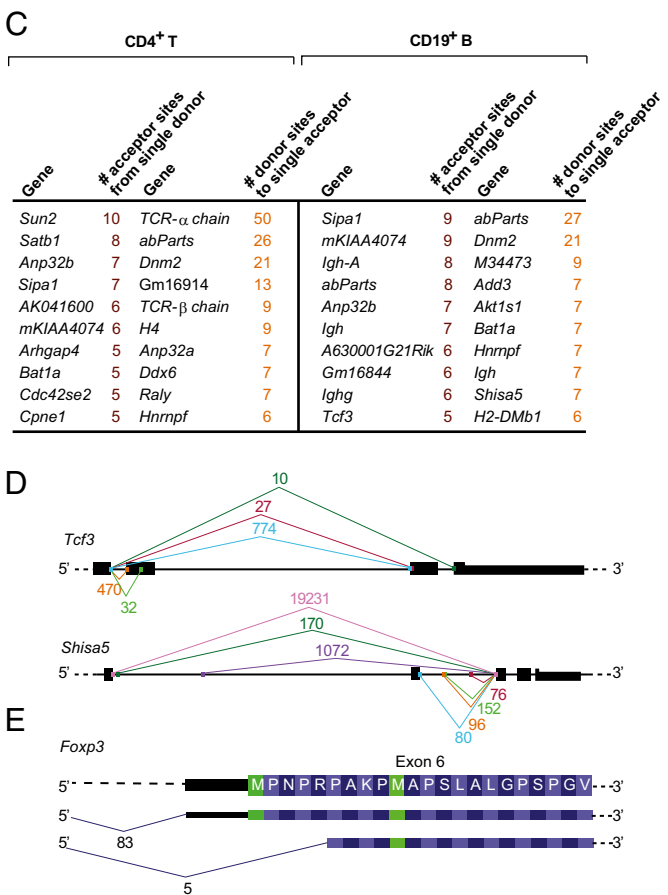 C
CD4+ T
CD19+ B
Gene
# acceptor sites from single donor
Gene
# donor sites to single acceptor
Gene
# acceptor sites from single donor
Gene
# donor sites to single acceptor
Sun2 10 TCR-α chain 50 Sipa1 9 abParts 27
Satb1 8 abParts 26 mKIAA4074 9 Dnm2 21
Anp32b 7 Dnm2 21 Igh-A 8 M34473 9
Sipa1 7 Gm16914 13 abParts 8 Add3 7
AK041600 6 TCR-β chain 9 Anp32b 7 Akt1s1 7
mKIAA4074 6 H4 9 Igh 7 Bat1a 7
Arhgap4 5 Anp32a 7 A630001G21Rik 6 Hnrnpf 7
Bat1a 5 Ddx6 7 Gm16844 6 Igh 7
Cdc42se2 5 Raly 7 Ighg 6 Shisa5 7
Cpne1 5 Hnrnpf 6 Tcf3 5 H2-DMb1 6
D
10
27
774
Tcf3
5' 3'
470
32
19231
170
1072
Shisa5
5' 3'
76
152
96
80
E
Foxp3
Exon 6
5' MPNPRPAKPMAPSLALGPSPGV 3'
5' 3'
83
5' 3'
5